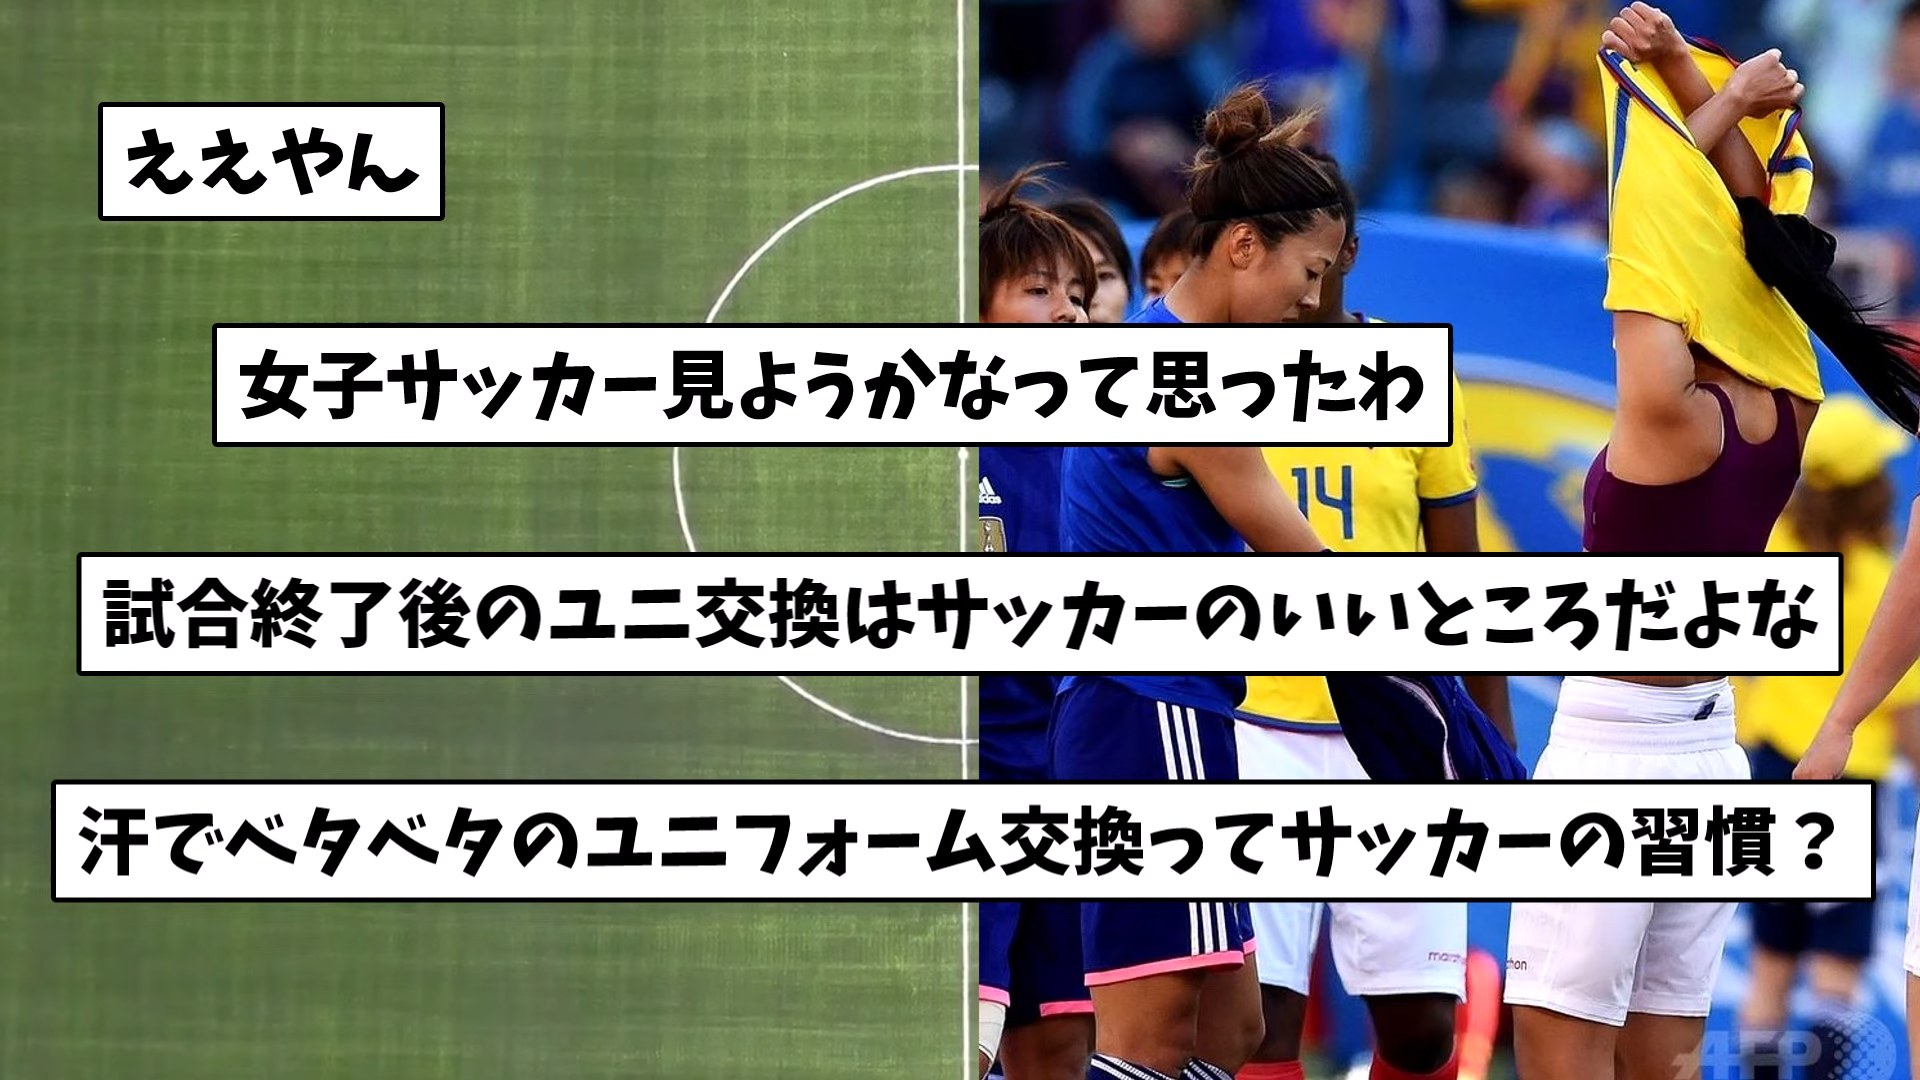 ええやん
女子サッカー見ようかなって思ったわ
adidas
14
試合終了後のユニ交換はサッカーのいいところだよな
汗でベタベタのユニフォーム交換ってサッカーの習慣？
AFP